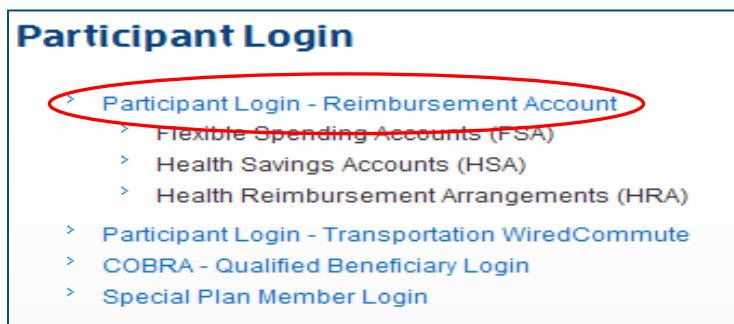 Participant Login
Participant Login - Reimbursement Account
Flexible Spending Accounts (FSA)
Health Savings Accounts (HSA)
Health Reimbursement Arrangements (HRA)
Participant Login - Transportation WiredCommute
COBRA - Qualified Beneficiary Login
Special Plan Member Login